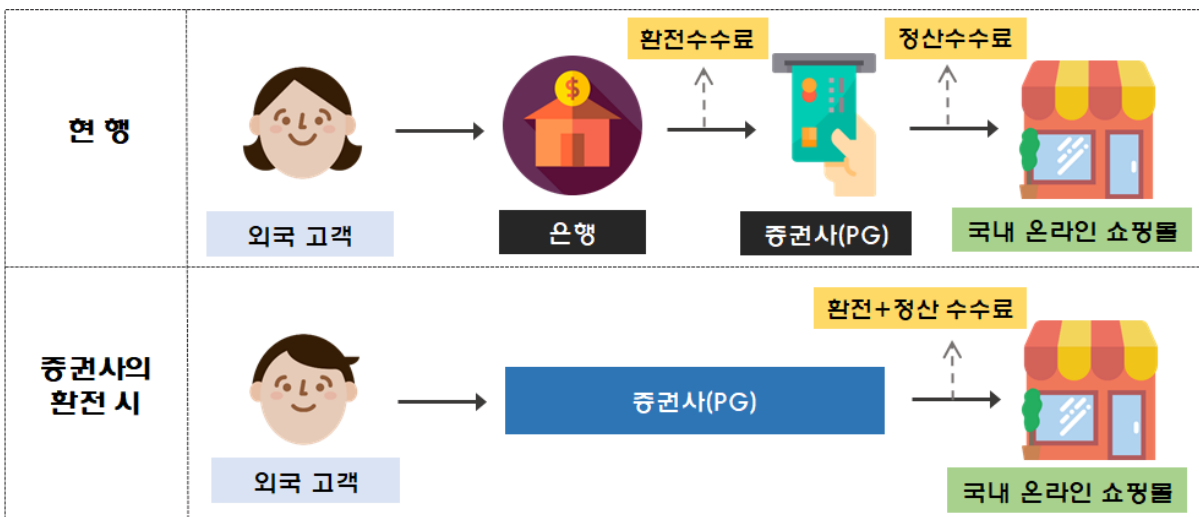 현 행
환전수수료
정산수수료
외국 고객
은행
증권사(PG)
국내 온라인 쇼핑몰
증권사의
환전 시
환전+정산 수수료
증권사(PG)
외국 고객
국내 온라인 쇼핑몰